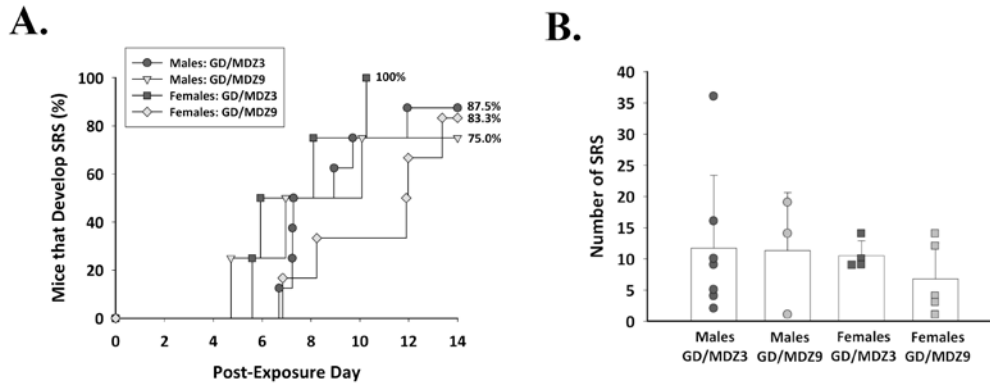 A.
Mice that Develop SRS (%)
100
80
60
40
20
0
Males: GD/MDZ3
Males: GD/MDZ9
Females: GD/MDZ3
Females: GD/MDZ9
100%
87.5%
83.3%
75.0%
0 2 4 6 8 10 12 14
Post-Exposure Day
B.
Number of SRS
40
35
30
25
20
15
10
5
0
Males Males Females Females
GD/MDZ3 GD/MDZ9 GD/MDZ3 GD/MDZ9